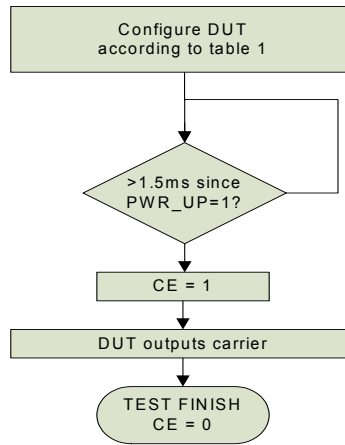 Configure DUT
according to table 1
>1.5ms since
PWR_UP=1?
CE = 1
DUT outputs carrier
TEST FINISH
CE = 0